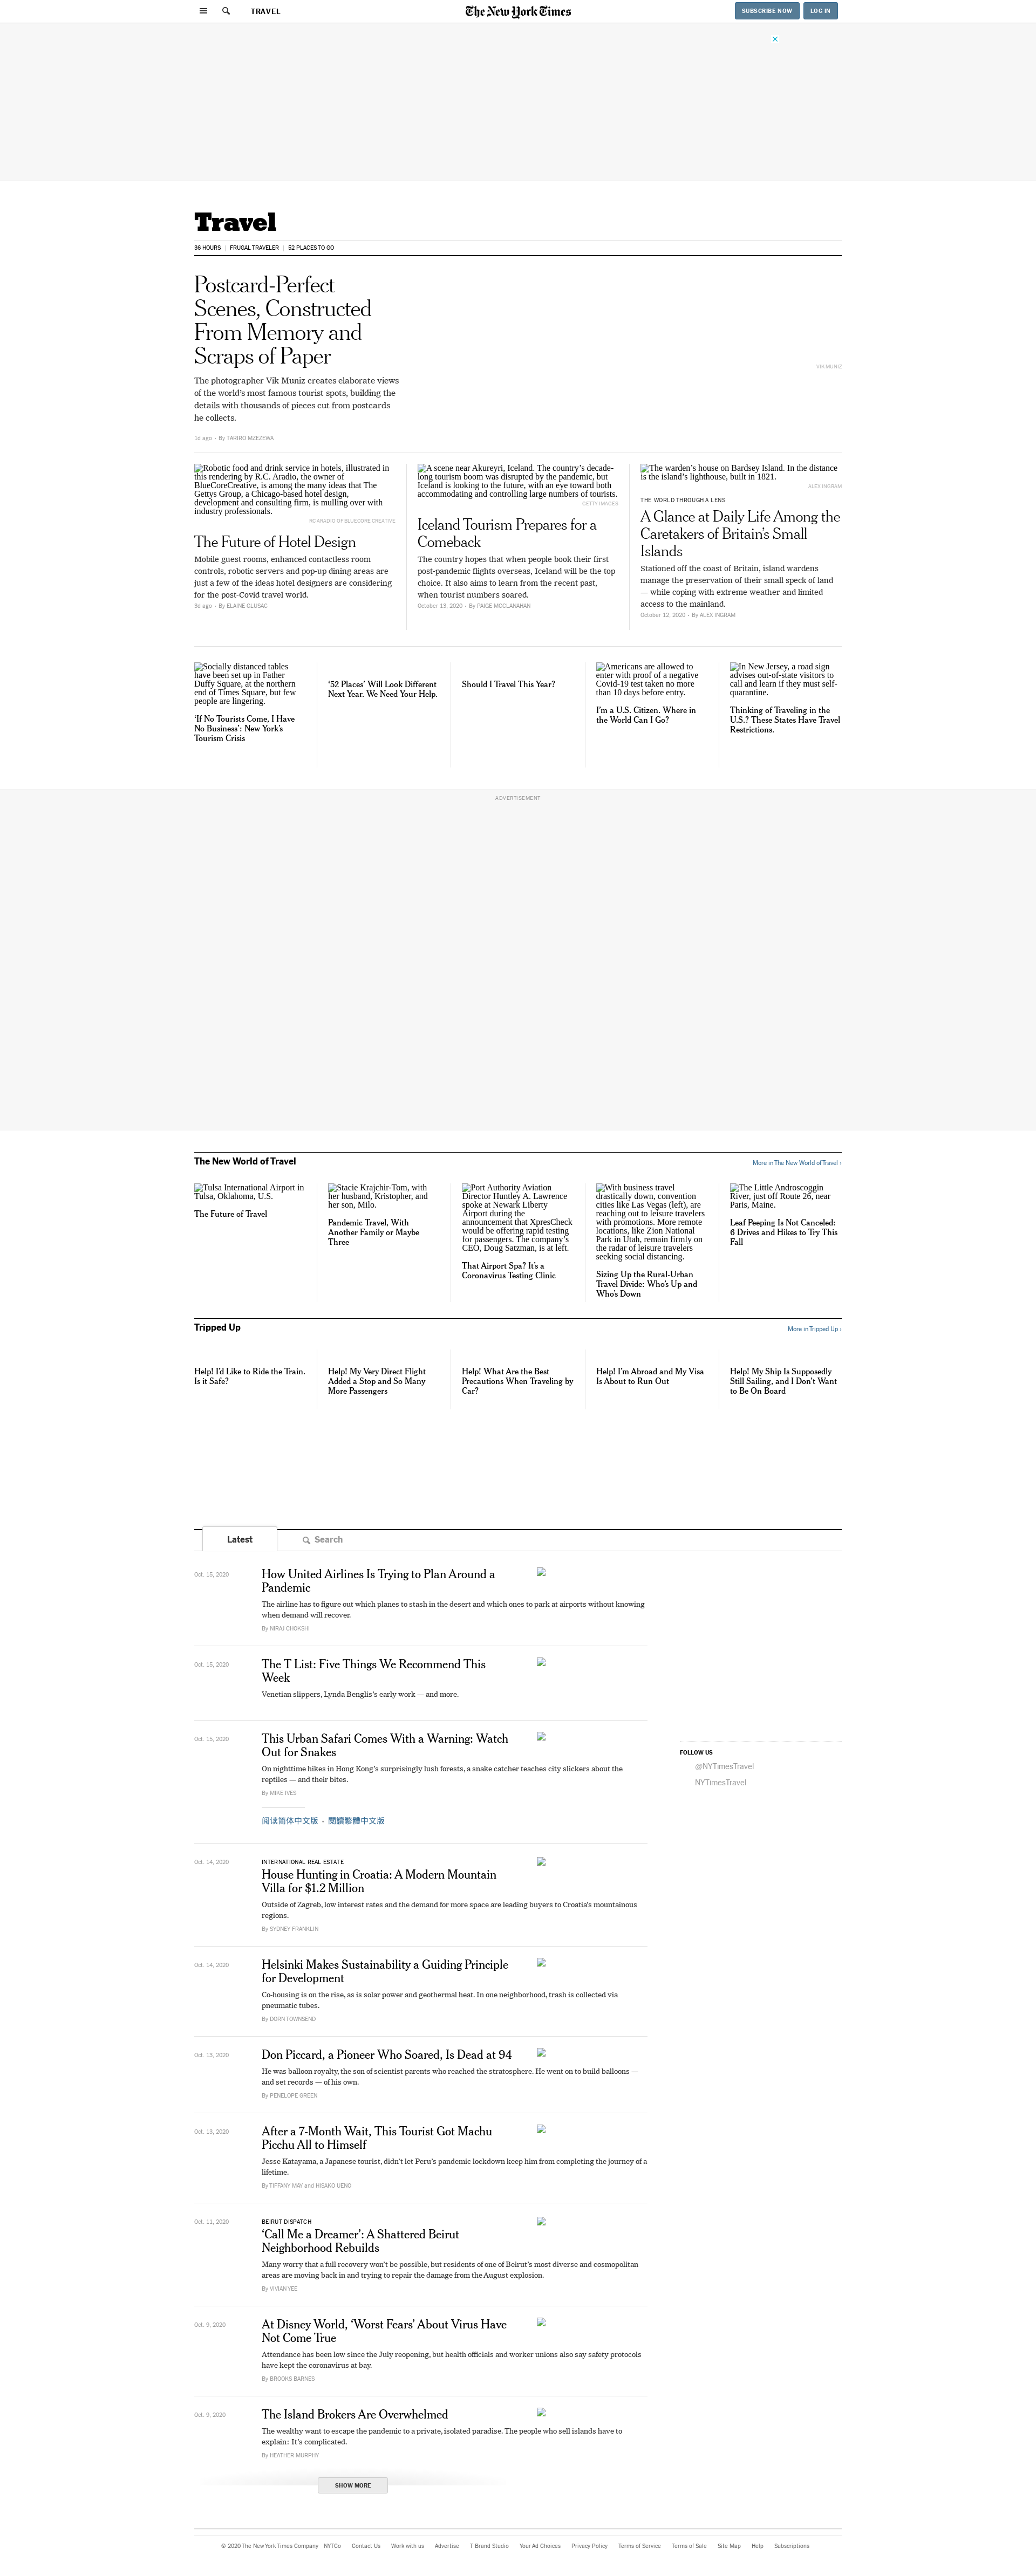 TRAVEL
The New York Times
SUBSCRIBE NOW
LOG IN
Travel
36 HOURS
FRUGAL TRAVELER
52 PLACES TO GO
Postcard-Perfect
Scenes, Constructed
From Memory and
Scraps of Paper
The photographer Vik Muniz creates elaborate views
of the world's most famous tourist spots, building the
details with thousands of pieces cut from postcards
he collects.
1d ago · By TARIRO MZEZEWA
VIK MUNIZ
Robotic food and drink service in hotels, illustrated in
this rendering by R.C. Aradio, the owner of
BlueCoreCreative, is among the many ideas that The
Gettys Group, a Chicago-based hotel design,
development and consulting firm, is mulling over with
industry professionals.
RC ARADIO OF BLUECORE CREATIVE
The Future of Hotel Design
Mobile guest rooms, enhanced contactless room
controls, robotic servers and pop-up dining areas are
just a few of the ideas hotel designers are considering
for the post-Covid travel world.
3d ago · By ELAINE GLUSAC
A scene near Akureyri, Iceland. The country's decade-
long tourism boom was disrupted by the pandemic, but
Iceland is looking to the future, with an eye toward both
accommodating and controlling large numbers of tourists.
GETTY IMAGES
Iceland Tourism Prepares for a
Comeback
The country hopes that when people book their first
post-pandemic flights overseas, Iceland will be the top
choice. It also aims to learn from the recent past,
when tourist numbers soared.
October 13, 2020 · By PAIGE MCCLANAHAN
The warden's house on Bardsey Island. In the distance
is the island's lighthouse, built in 1821.
ALEX INGRAM
THE WORLD THROUGH A LENS
A Glance at Daily Life Among the
Caretakers of Britain's Small
Islands
Stationed off the coast of Britain, island wardens
manage the preservation of their small speck of land
— while coping with extreme weather and limited
access to the mainland.
October 12, 2020 · By ALEX INGRAM
Socially distanced tables
have been set up in Father
Duffy Square, at the northern
end of Times Square, but few
people are lingering.
'If No Tourists Come, I Have
No Business': New York's
Tourism Crisis
'52 Places' Will Look Different
Next Year. We Need Your Help.
Should I Travel This Year?
Americans are allowed to
enter with proof of a negative
Covid-19 test taken no more
than 10 days before entry.
I'm a U.S. Citizen. Where in
the World Can I Go?
In New Jersey, a road sign
advises out-of-state visitors to
call and learn if they must self-
quarantine.
Thinking of Traveling in the
U.S.? These States Have Travel
Restrictions.
ADVERTISEMENT
The New World of Travel
More in The New World of Travel ›
Tulsa International Airport in
Tulsa, Oklahoma, U.S.
The Future of Travel
Stacie Krajchir-Tom, with
her husband, Kristopher, and
her son, Milo.
Pandemic Travel, With
Another Family or Maybe
Three
Port Authority Aviation
Director Huntley A. Lawrence
spoke at Newark Liberty
Airport during the
announcement that XpresCheck
would be offering rapid testing
for passengers. The company's
CEO, Doug Satzman, is at left.
That Airport Spa? It's a
Coronavirus Testing Clinic
With business travel
drastically down, convention
cities like Las Vegas (left), are
reaching out to leisure travelers
with promotions. More remote
locations, like Zion National
Park in Utah, remain firmly on
the radar of leisure travelers
seeking social distancing.
Sizing Up the Rural-Urban
Travel Divide: Who's Up and
Who's Down
The Little Androscoggin
River, just off Route 26, near
Paris, Maine.
Leaf Peeping Is Not Canceled:
6 Drives and Hikes to Try This
Fall
Tripped Up
More in Tripped Up ›
Help! I'd Like to Ride the Train.
Is it Safe?
Help! My Very Direct Flight
Added a Stop and So Many
More Passengers
Help! What Are the Best
Precautions When Traveling by
Car?
Help! I'm Abroad and My Visa
Is About to Run Out
Help! My Ship Is Supposedly
Still Sailing, and I Don't Want
to Be On Board
Latest
Search
Oct. 15, 2020
How United Airlines Is Trying to Plan Around a
Pandemic
The airline has to figure out which planes to stash in the desert and which ones to park at airports without knowing
when demand will recover.
By NIRAJ CHOKSHI
Oct. 15, 2020
The T List: Five Things We Recommend This
Week
Venetian slippers, Lynda Benglis's early work — and more.
Oct. 15, 2020
This Urban Safari Comes With a Warning: Watch
Out for Snakes
On nighttime hikes in Hong Kong's surprisingly lush forests, a snake catcher teaches city slickers about the
reptiles — and their bites.
By MIKE IVES
阅读简体中文版 · 閱讀繁體中文版
FOLLOW US
@NYTimesTravel
NYTimesTravel
Oct. 14, 2020
INTERNATIONAL REAL ESTATE
House Hunting in Croatia: A Modern Mountain
Villa for $1.2 Million
Outside of Zagreb, low interest rates and the demand for more space are leading buyers to Croatia's mountainous
regions.
By SYDNEY FRANKLIN
Oct. 14, 2020
Helsinki Makes Sustainability a Guiding Principle
for Development
Co-housing is on the rise, as is solar power and geothermal heat. In one neighborhood, trash is collected via
pneumatic tubes.
By DORN TOWNSEND
Oct. 13, 2020
Don Piccard, a Pioneer Who Soared, Is Dead at 94
He was balloon royalty, the son of scientist parents who reached the stratosphere. He went on to build balloons —
and set records — of his own.
By PENELOPE GREEN
Oct. 13, 2020
After a 7-Month Wait, This Tourist Got Machu
Picchu All to Himself
Jesse Katayama, a Japanese tourist, didn't let Peru's pandemic lockdown keep him from completing the journey of a
lifetime.
By TIFFANY MAY and HISAKO UENO
Oct. 11, 2020
BEIRUT DISPATCH
'Call Me a Dreamer': A Shattered Beirut
Neighborhood Rebuilds
Many worry that a full recovery won't be possible, but residents of one of Beirut's most diverse and cosmopolitan
areas are moving back in and trying to repair the damage from the August explosion.
By VIVIAN YEE
Oct. 9, 2020
At Disney World, 'Worst Fears' About Virus Have
Not Come True
Attendance has been low since the July reopening, but health officials and worker unions also say safety protocols
have kept the coronavirus at bay.
By BROOKS BARNES
Oct. 9, 2020
The Island Brokers Are Overwhelmed
The wealthy want to escape the pandemic to a private, isolated paradise. The people who sell islands have to
explain: It's complicated.
By HEATHER MURPHY
SHOW MORE
© 2020 The New York Times Company NYTCo Contact Us Work with us Advertise T Brand Studio Your Ad Choices Privacy Policy Terms of Service Terms of Sale Site Map Help Subscriptions